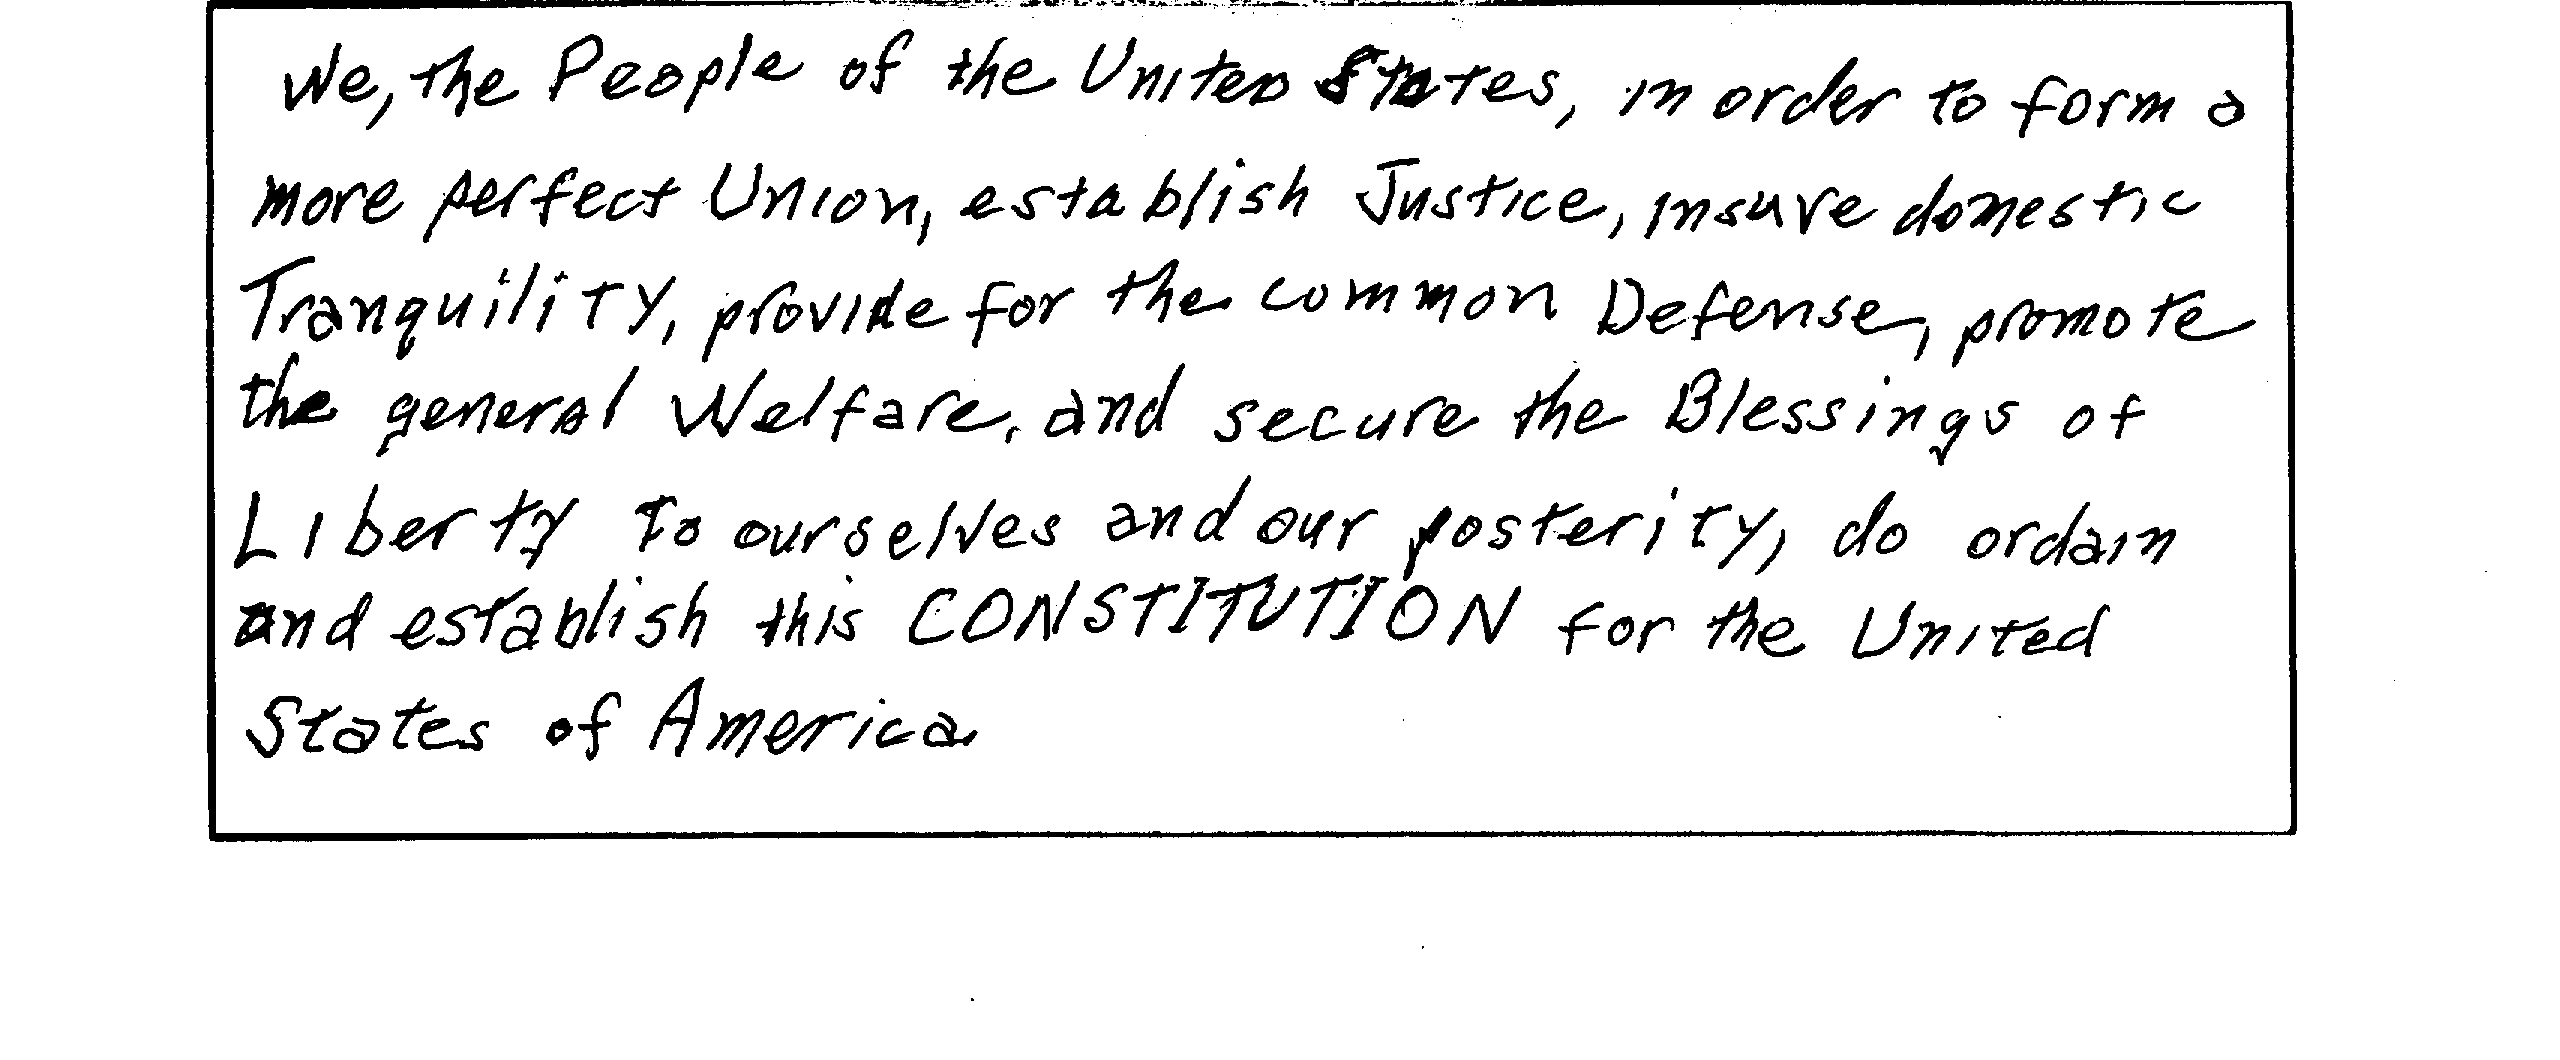 We, the People of the United States, in order to form a
more perfect Union, establish Justice, insure domestic
Tranquility, provide for the common Defense, promote
the general Welfare, and secure the Blessings of
Liberty to ourselves and our posterity, do ordain
and establish this CONSTITUTION for the United
States of America.